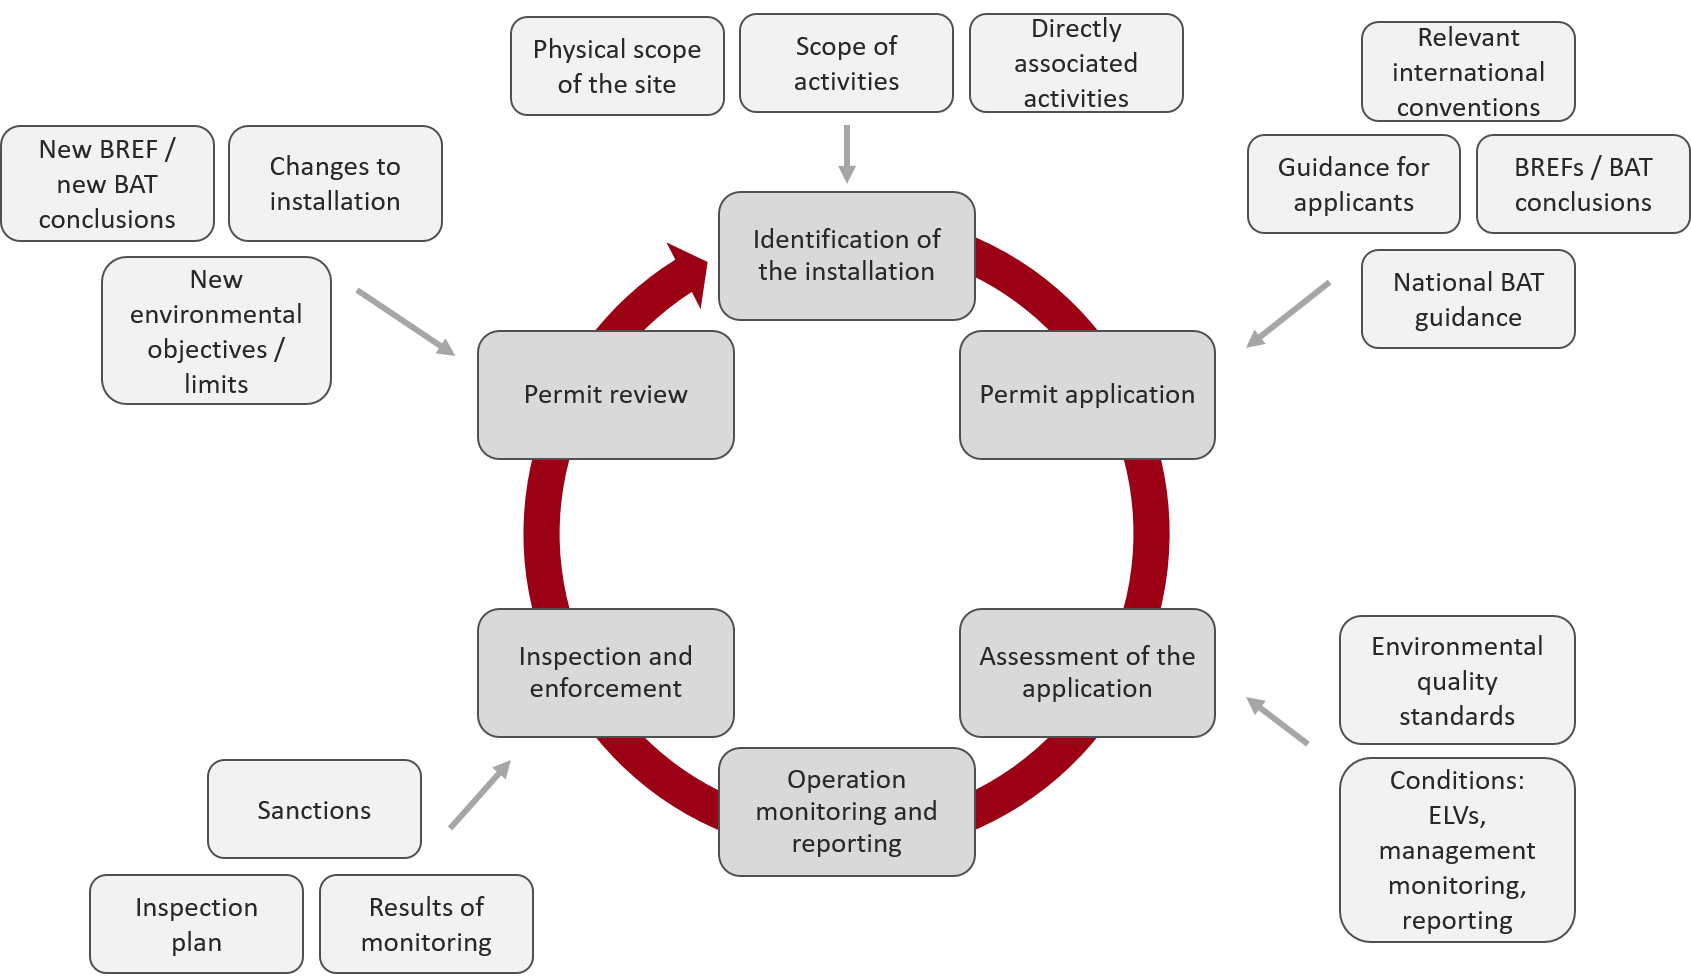 Physical scope
of the site
Scope of
activities
Directly
associated
activities
Relevant
international
conventions
Guidance for
applicants
BREFs / BAT
conclusions
National BAT
guidance
New BREF /
new BAT
conclusions
Changes to
installation
New
environmental
objectives /
limits
Identification of
the installation
Permit application
Assessment of the
application
Operation
monitoring and
reporting
Inspection and
enforcement
Permit review
Environmental
quality
standards
Conditions:
ELVs,
management
monitoring,
reporting
Sanctions
Inspection
plan
Results of
monitoring